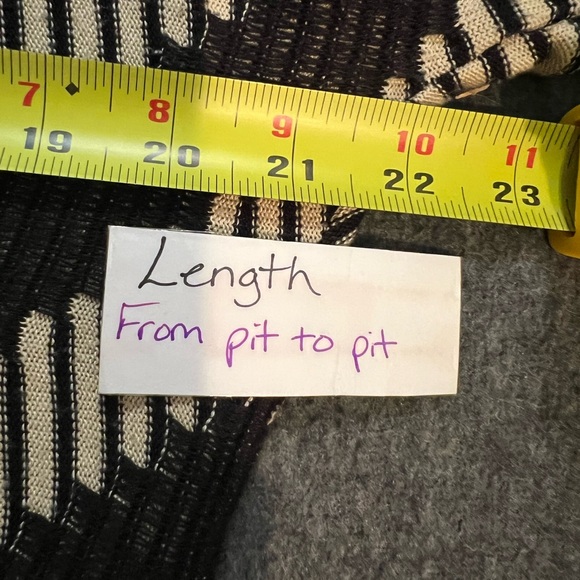 7 8 9 10 11
19 20 21 22 23
Length
From pit to pit